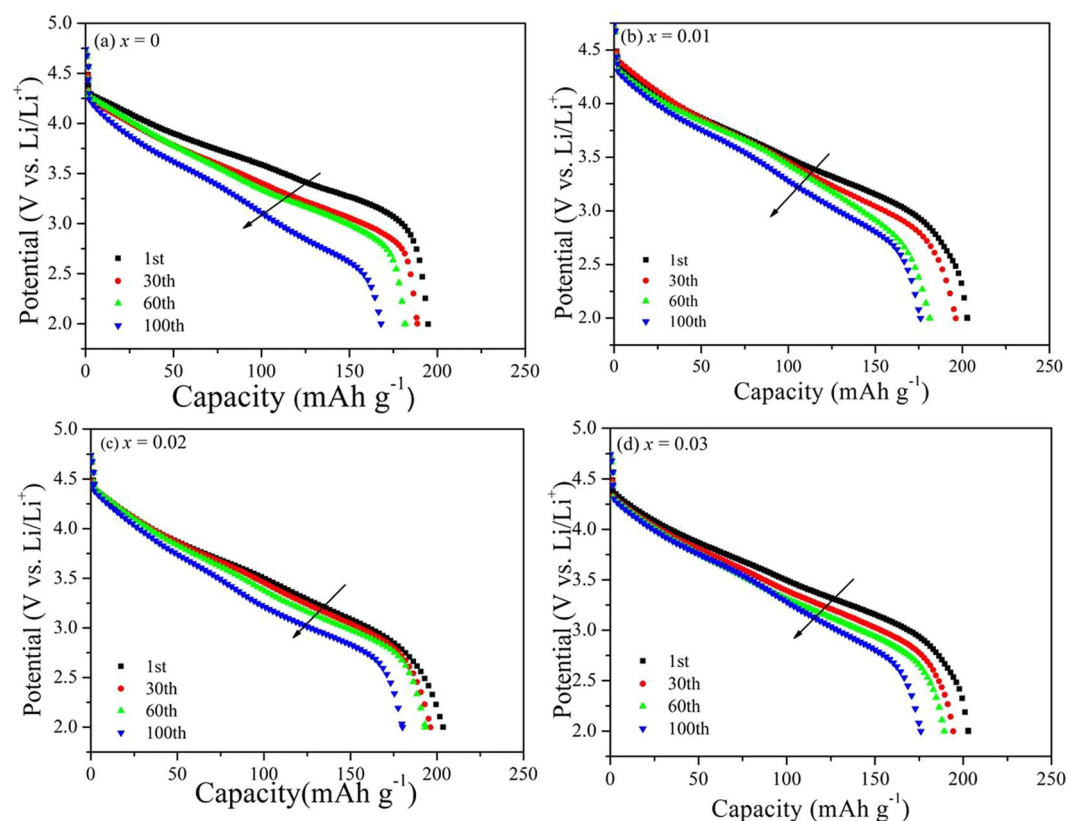 (a) x = 0
5.0
4.5
4.0
3.5
3.0
2.5
2.0
Potential (V vs. Li/Li⁺)
1st
30th
60th
100th
0 50 100 150 200 250
Capacity (mAh g⁻¹)
(b) x = 0.01
4.5
4.0
3.5
3.0
2.5
2.0
Potential (V vs. Li/Li⁺)
1st
30th
60th
100th
0 50 100 150 200 250
Capacity (mAh g⁻¹)
(c) x = 0.02
5.0
4.5
4.0
3.5
3.0
2.5
2.0
Potential (V vs. Li/Li⁺)
1st
30th
60th
100th
0 50 100 150 200 250
Capacity(mAh g⁻¹)
(d) x = 0.03
5.0
4.5
4.0
3.5
3.0
2.5
2.0
Potential (V vs. Li/Li⁺)
1st
30th
60th
100th
0 50 100 150 200 250
Capacity (mAh g⁻¹)